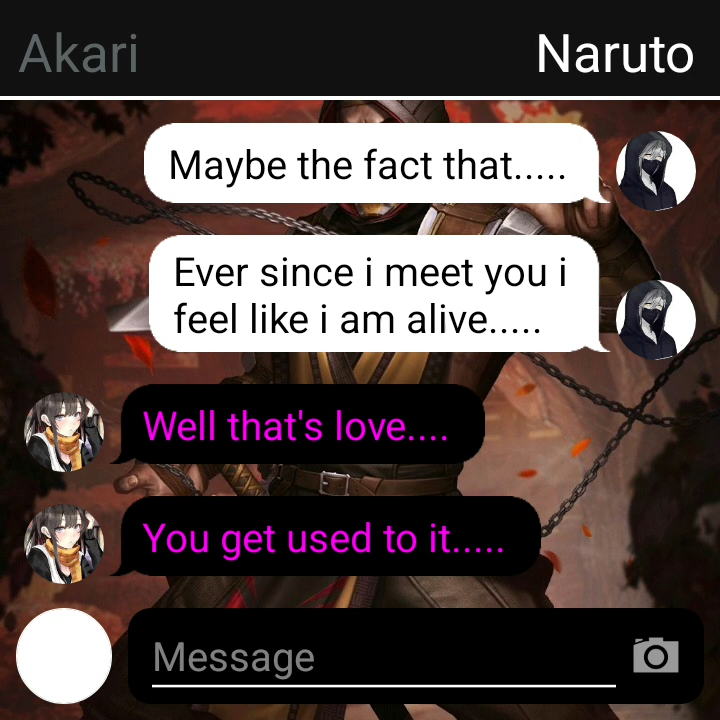 Akari
Naruto
Maybe the fact that.....
Ever since i meet you i
feel like i am alive.....
Well that's love....
You get used to it.....
Message